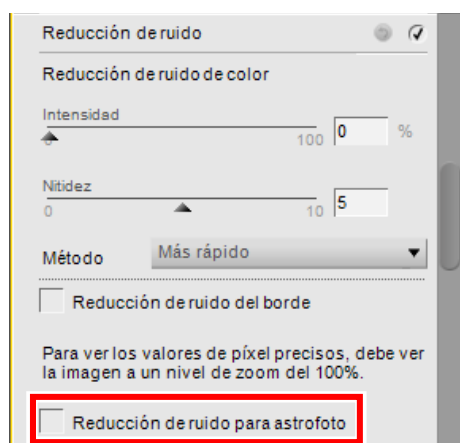 Reducción de ruido
Reducción de ruido de color
Intensidad
0 100 0 %
Nitidez
0 10 5
Método Más rápido
Reducción de ruido del borde
Para ver los valores de píxel precisos, debe ver
la imagen a un nivel de zoom del 100%.
Reducción de ruido para astrofoto